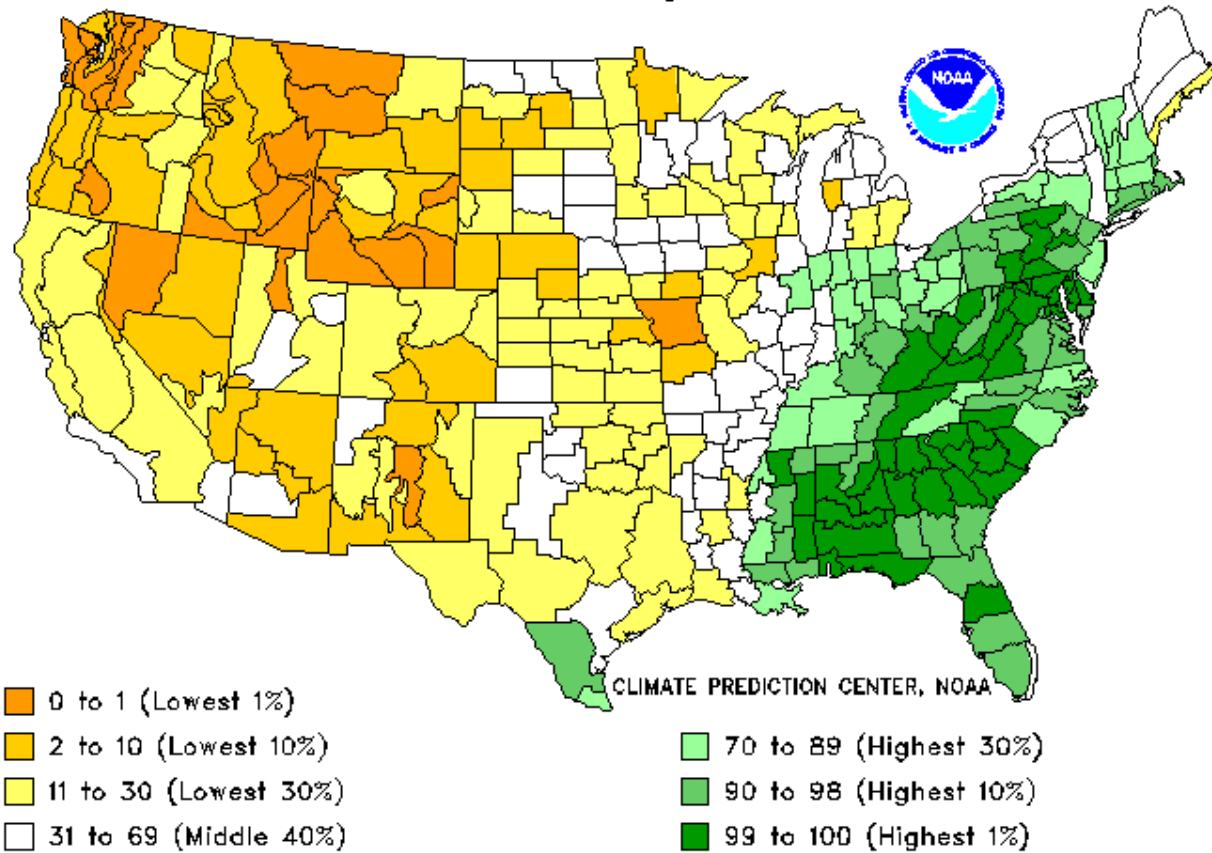 NOAA
CLIMATE PREDICTION CENTER, NOAA
0 to 1 (Lowest 1%)
2 to 10 (Lowest 10%)
11 to 30 (Lowest 30%)
31 to 69 (Middle 40%)
70 to 89 (Highest 30%)
90 to 98 (Highest 10%)
99 to 100 (Highest 1%)